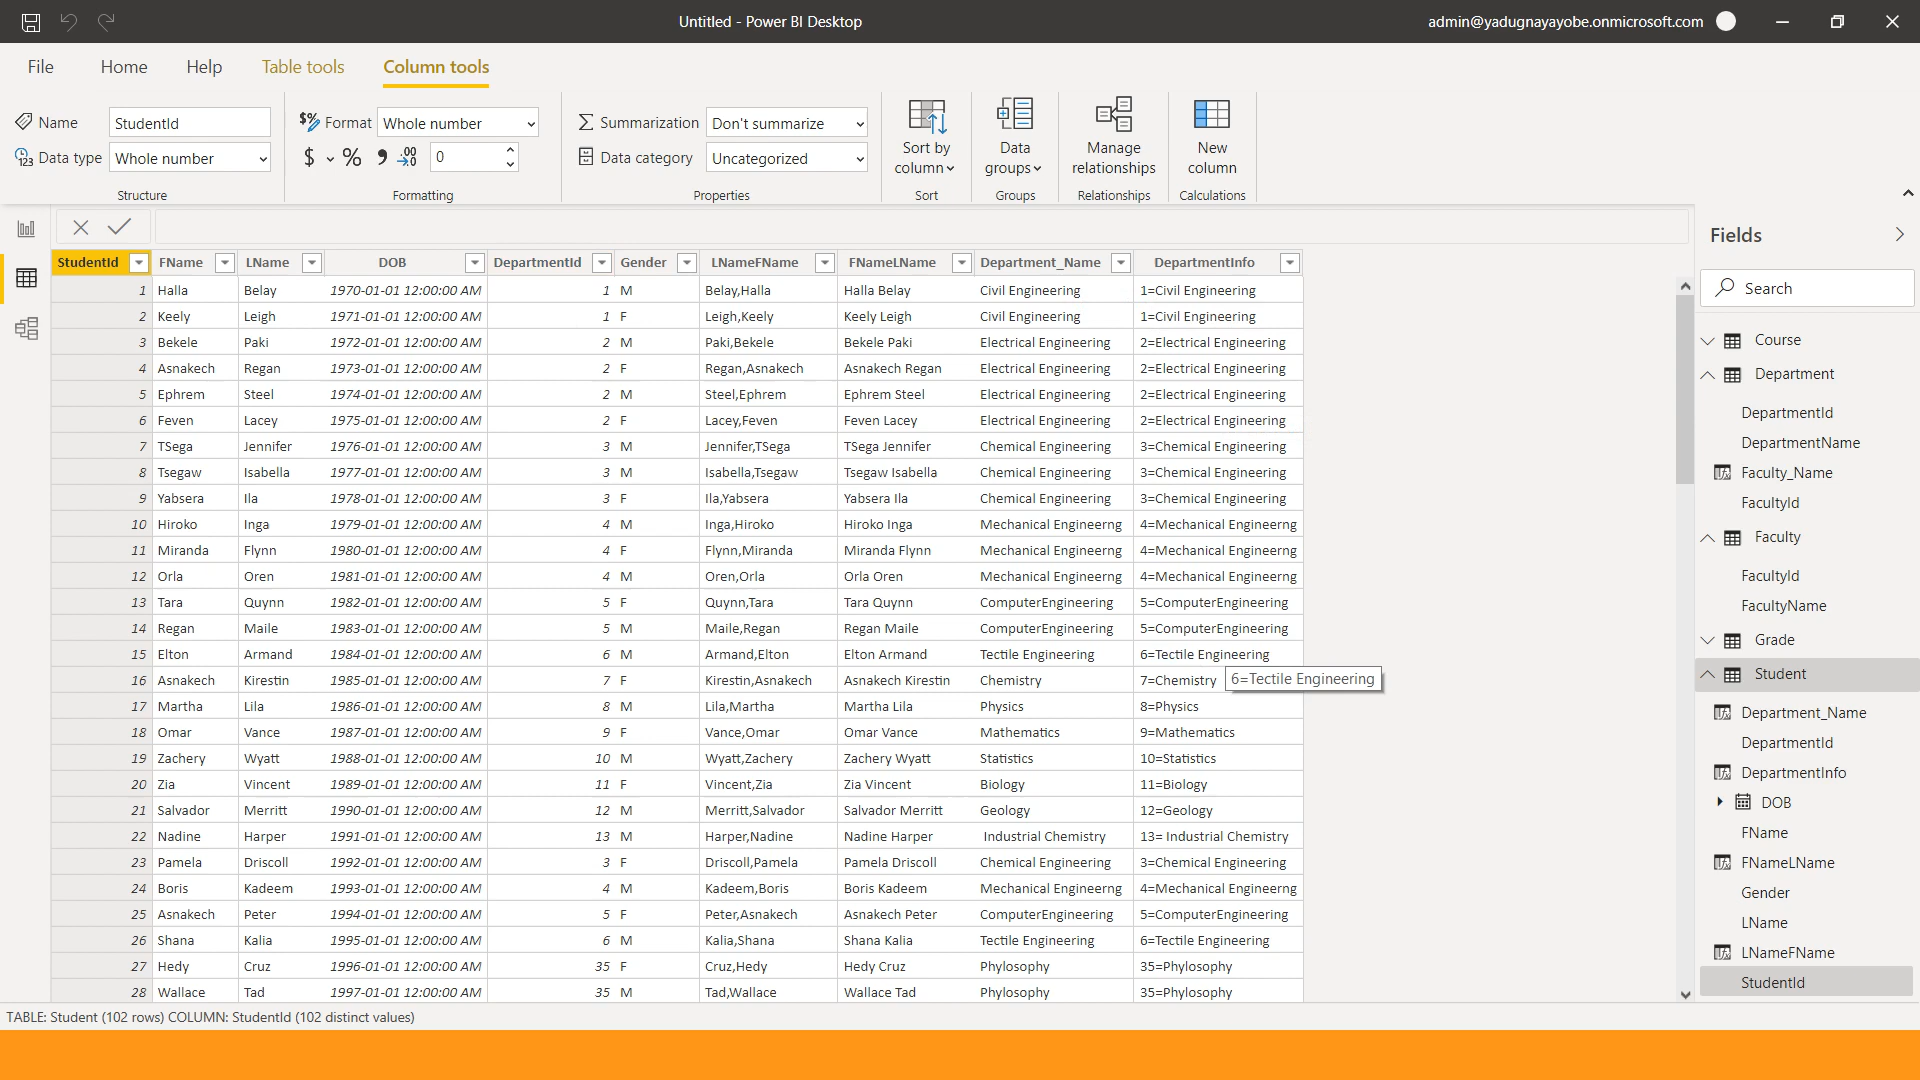 Untitled - Power BI Desktop
admin@yadugnayayobe.onmicrosoft.com
File Home Help Table tools Column tools
Name StudentId
Data type Whole number
Structure
$% Format Whole number
$ % 9 .00 0
Formatting
Summarization Don't summarize
Data category Uncategorized
Properties
Sort by
column
Sort
Data
groups
Groups
Manage
relationships
Relationships
New
column
Calculations
StudentId FName LName DOB DepartmentId Gender LNameFName FNameLName Department_Name DepartmentInfo
1 Halla Belay 1970-01-01 12:00:00 AM 1 M Belay,Halla Halla Belay Civil Engineering 1=Civil Engineering
2 Keely Leigh 1971-01-01 12:00:00 AM 1 F Leigh,Keely Keely Leigh Civil Engineering 1=Civil Engineering
3 Bekele Paki 1972-01-01 12:00:00 AM 2 M Paki,Bekele Bekele Paki Electrical Engineering 2=Electrical Engineering
4 Asnakech Regan 1973-01-01 12:00:00 AM 2 F Regan,Asnakech Asnakech Regan Electrical Engineering 2=Electrical Engineering
5 Ephrem Steel 1974-01-01 12:00:00 AM 2 M Steel,Ephrem Ephrem Steel Electrical Engineering 2=Electrical Engineering
6 Feven Lacey 1975-01-01 12:00:00 AM 2 F Lacey,Feven Feven Lacey Electrical Engineering 2=Electrical Engineering
7 TSega Jennifer 1976-01-01 12:00:00 AM 3 M Jennifer,TSega TSega Jennifer Chemical Engineering 3=Chemical Engineering
8 Tsegaw Isabella 1977-01-01 12:00:00 AM 3 M Isabella,Tsegaw Tsegaw Isabella Chemical Engineering 3=Chemical Engineering
9 Yabsera Ila 1978-01-01 12:00:00 AM 3 F Ila,Yabsera Yabsera Ila Chemical Engineering 3=Chemical Engineering
10 Hiroko Inga 1979-01-01 12:00:00 AM 4 M Inga,Hiroko Hiroko Inga Mechanical Engineerng 4=Mechanical Engineerng
11 Miranda Flynn 1980-01-01 12:00:00 AM 4 F Flynn,Miranda Miranda Flynn Mechanical Engineerng 4=Mechanical Engineerng
12 Orla Oren 1981-01-01 12:00:00 AM 4 M Oren,Orla Orla Oren Mechanical Engineerng 4=Mechanical Engineerng
13 Tara Quynn 1982-01-01 12:00:00 AM 5 F Quynn,Tara Tara Quynn ComputerEngineering 5=ComputerEngineering
14 Regan Maile 1983-01-01 12:00:00 AM 5 M Maile,Regan Regan Maile ComputerEngineering 5=ComputerEngineering
15 Elton Armand 1984-01-01 12:00:00 AM 6 M Armand,Elton Elton Armand Tectile Engineering 6=Tectile Engineering
16 Asnakech Kirestin 1985-01-01 12:00:00 AM 7 F Kirestin,Asnakech Asnakech Kirestin Chemistry 7=Chemistry
6=Tectile Engineering
17 Martha Lila 1986-01-01 12:00:00 AM 8 M Lila,Martha Martha Lila Physics 8=Physics
18 Omar Vance 1987-01-01 12:00:00 AM 9 F Vance,Omar Omar Vance Mathematics 9=Mathematics
19 Zachery Wyatt 1988-01-01 12:00:00 AM 10 M Wyatt,Zachery Zachery Wyatt Statistics 10=Statistics
20 Zia Vincent 1989-01-01 12:00:00 AM 11 F Vincent,Zia Zia Vincent Biology 11=Biology
21 Salvador Merritt 1990-01-01 12:00:00 AM 12 M Merritt,Salvador Salvador Merritt Geology 12=Geology
22 Nadine Harper 1991-01-01 12:00:00 AM 13 M Harper,Nadine Nadine Harper Industrial Chemistry 13= Industrial Chemistry
23 Pamela Driscoll 1992-01-01 12:00:00 AM 3 F Driscoll,Pamela Pamela Driscoll Chemical Engineering 3=Chemical Engineering
24 Boris Kadeem 1993-01-01 12:00:00 AM 4 M Kadeem,Boris Boris Kadeem Mechanical Engineerng 4=Mechanical Engineerng
25 Asnakech Peter 1994-01-01 12:00:00 AM 5 F Peter,Asnakech Asnakech Peter ComputerEngineering 5=ComputerEngineering
26 Shana Kalia 1995-01-01 12:00:00 AM 6 M Kalia,Shana Shana Kalia Tectile Engineering 6=Tectile Engineering
27 Hedy Cruz 1996-01-01 12:00:00 AM 35 F Cruz,Hedy Hedy Cruz Phylosophy 35=Phylosophy
28 Wallace Tad 1997-01-01 12:00:00 AM 35 M Tad,Wallace Wallace Tad Phylosophy 35=Phylosophy
Fields
Search
Course
Department
DepartmentId
DepartmentName
Faculty_Name
FacultyId
Faculty
FacultyId
FacultyName
Grade
Student
Department_Name
DepartmentId
DepartmentInfo
DOB
FName
FNameLName
Gender
LName
LNameFName
StudentId
TABLE: Student (102 rows) COLUMN: StudentId (102 distinct values)